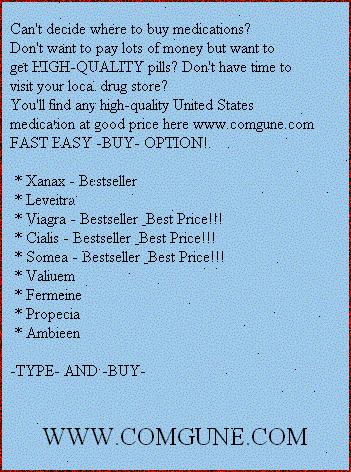 Can't decide where to buy medications?
Don't want to pay lots of money but want to
get HIGH-QUALITY pills? Don't have time to
visit your local drug store?
You'll find any high-quality United States
medication at good price here www.comgune.com
FAST EASY -BUY- OPTION!
* Xanax - Bestseller
* Leveitra
* Viagra - Bestseller _Best Price!!!
* Cialis - Bestseller _Best Price!!!
* Somea - Bestseller _Best Price!!!
* Valiuem
* Fermeine
* Propecia
* Ambieen
-TYPE- AND -BUY-
WWW.COMGUNE.COM